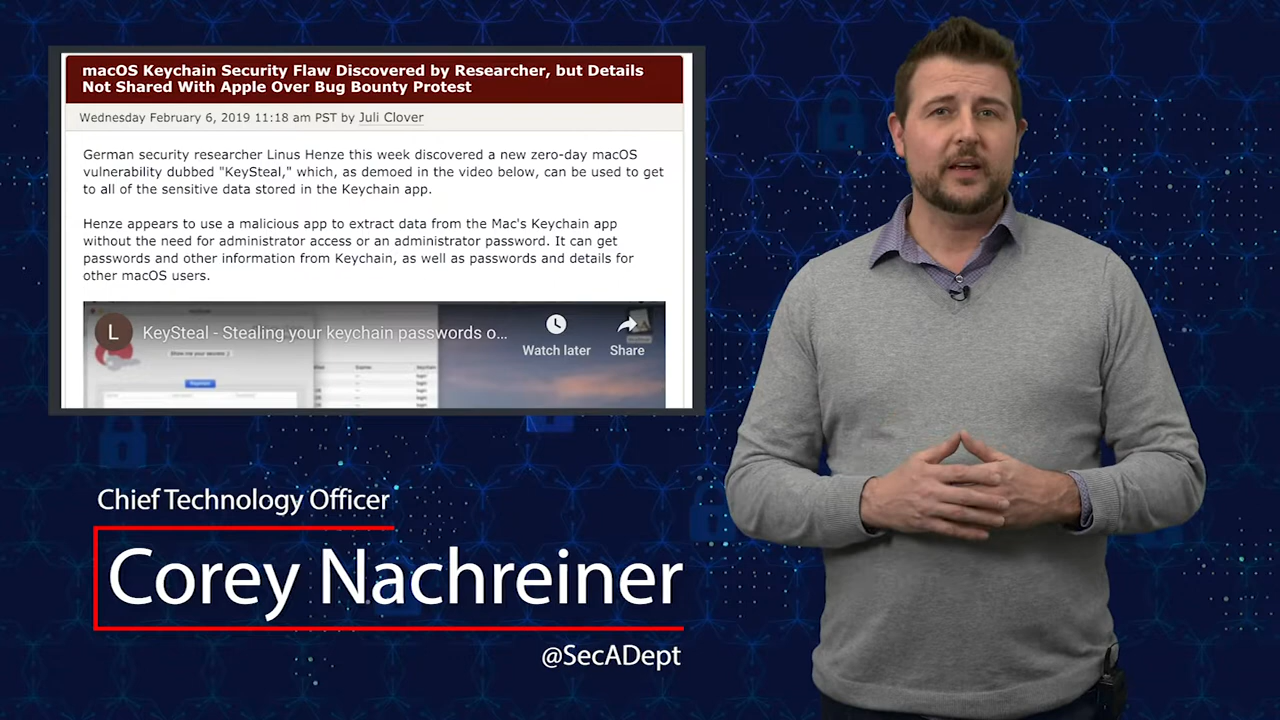 macOS Keychain Security Flaw Discovered by Researcher, but Details
Not Shared With Apple Over Bug Bounty Protest
Wednesday February 6, 2019 11:18 am PST by Juli Clover
German security researcher Linus Henze this week discovered a new zero-day macOS
vulnerability dubbed "KeySteal," which, as demoed in the video below, can be used to get
to all of the sensitive data stored in the Keychain app.
Henze appears to use a malicious app to extract data from the Mac's Keychain app
without the need for administrator access or an administrator password. It can get
passwords and other information from Keychain, as well as passwords and details for
other macOS users.
L
KeySteal - Stealing your keychain passwords o...
Watch later
Share
Show me your secrets :)
Chief Technology Officer
Corey Nachreiner
@SecADept